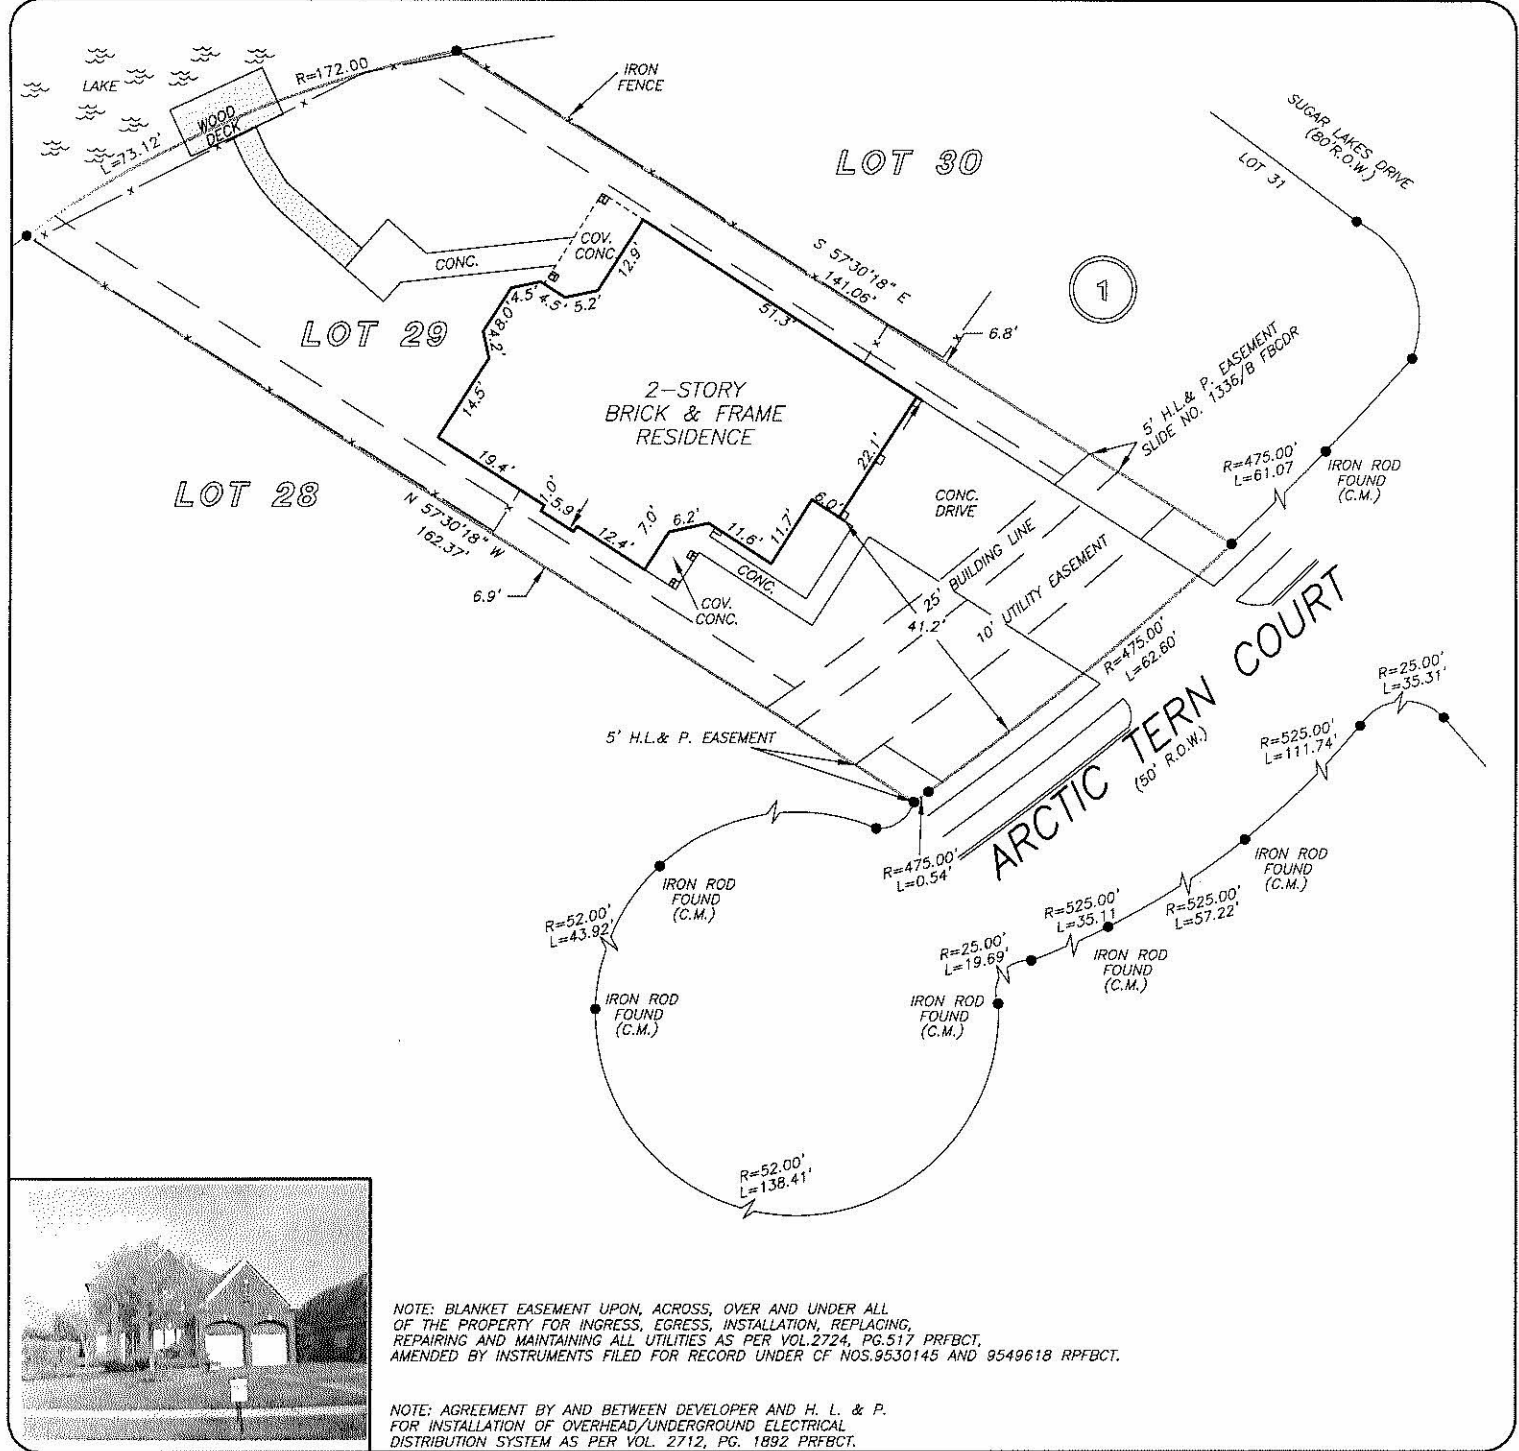 LAKE
R=172.00
L=73.12'
WOOD
DECK
IRON
FENCE
LOT 30
SUGAR LAKES DRIVE
(80'R.O.W.)
LOT 31
COV.
CONC.
CONC.
12.9'
S 57°30'18" E
141.06'
1
51.3'
6.8'
4.5'
4.5'
5.2'
8.0'
4.2'
14.5'
LOT 29
2-STORY
BRICK & FRAME
RESIDENCE
5' H.L.& P. EASEMENT
SLIDE NO. 1336/B FBCDR
22.1'
R=475.00'
L=61.07
IRON ROD
FOUND
(C.M.)
LOT 28
19.4'
1.0'
5.9'
12.4'
7.0'
6.2'
11.6'
11.7'
6.0'
CONC.
DRIVE
N 57°30'18" W
162.37'
6.9'
CONC.
COV.
CONC.
25' BUILDING LINE
41.2'
10' UTILITY EASEMENT
R=475.00'
L=62.60'
ARCTIC TERN COURT
(50' R.O.W.)
5' H.L.& P. EASEMENT
R=25.00'
L=35.31'
R=525.00'
L=111.74'
R=475.00'
L=0.54'
IRON ROD
FOUND
(C.M.)
IRON ROD
FOUND
(C.M.)
R=52.00'
L=43.92'
R=525.00'
L=35.11
R=525.00'
L=57.22'
R=25.00'
L=19.69'
IRON ROD
FOUND
(C.M.)
IRON ROD
FOUND
(C.M.)
IRON ROD
FOUND
(C.M.)
R=52.00'
L=138.41'
NOTE: BLANKET EASEMENT UPON, ACROSS, OVER AND UNDER ALL
OF THE PROPERTY FOR INGRESS, EGRESS, INSTALLATION, REPLACING,
REPAIRING AND MAINTAINING ALL UTILITIES AS PER VOL.2724, PG.517 PRFBCT,
AMENDED BY INSTRUMENTS FILED FOR RECORD UNDER CF NOS.9530145 AND 9549618 RPFBCT.
NOTE: AGREEMENT BY AND BETWEEN DEVELOPER AND H. L. & P.
FOR INSTALLATION OF OVERHEAD/UNDERGROUND ELECTRICAL
DISTRIBUTION SYSTEM AS PER VOL. 2712, PG. 1892 PRFBCT.